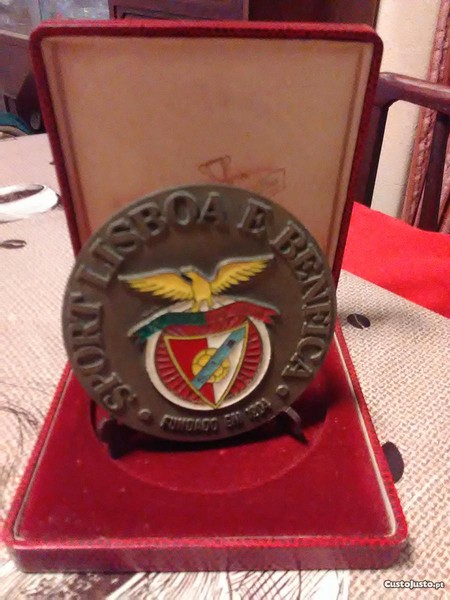 SPORT LISBOA E BENFICA
FUNDADO EM 1904
CustoJusto.pt